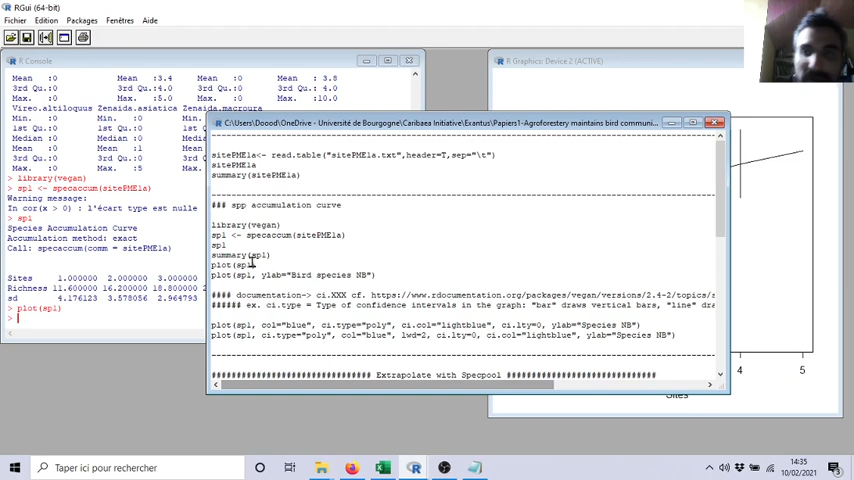 RGui (64-bit)
Fichier Edition Packages Fenêtres Aide
R Console
Mean :0 Mean :3.4 Mean :0 Mean : 3.8
3rd Qu.:0 3rd Qu.:4.0 3rd Qu.:0 3rd Qu.: 4.0
Max. :0 Max. :5.0 Max. :0 Max. :10.0
Vireo.altiloquus Zenaida.asiatica Zenaida.macroura
Min. :0 Min. :0 Min. :0
1st Qu.:0 1st Qu. 1st Qu
Median :0 Median Median
Mean :0 Mean :1 Mean
3rd Qu.:0 3rd Qu. 3rd Qu
Max. :0 Max. :5 Max.
> library(vegan)
> sp1 <- specaccum(sitePME1a)
Warning message:
In cor(x > 0) : l'écart type est nulle
> sp1
Species Accumulation Curve
Accumulation method: exact
Call: specaccum(comm = sitePME1a)
Sites 1.000000 2.000000 3.000000
Richness 11.600000 16.200000 18.800000
sd 4.176123 3.578056 2.964793
> plot(sp1)
>
C:\Users\Doood\OneDrive - Université de Bourgogne\Caribaea Initiative\Exantus\Papiers1-Agroforestery maintains bird communi...
sitePME1a<- read.table("sitePME1a.txt",header=T,sep="\t")
sitePME1a
summary(sitePME1a)
### spp accumulation curve
library(vegan)
sp1 <- specaccum(sitePME1a)
sp1
summary(sp1)
plot(sp1)
plot(sp1, ylab="Bird species NB")
#### documentation-> ci.XXX cf. https://www.rdocumentation.org/packages/vegan/versions/2.4-2/topics/s
###### ex. ci.type = Type of confidence intervals in the graph: "bar" draws vertical bars, "line" dr
plot(sp1, col="blue", ci.type="poly", ci.col="lightblue", ci.lty=0, ylab="Species NB")
plot(sp1, ci.type="poly", col="blue", lwd=2, ci.lty=0, ci.col="lightblue", ylab="Species NB")
############################## Extrapolate with Specpool ##############################
R Graphics: Device 2 (ACTIVE)
4 5
Sites
Taper ici pour rechercher
14:35
10/02/2021
3